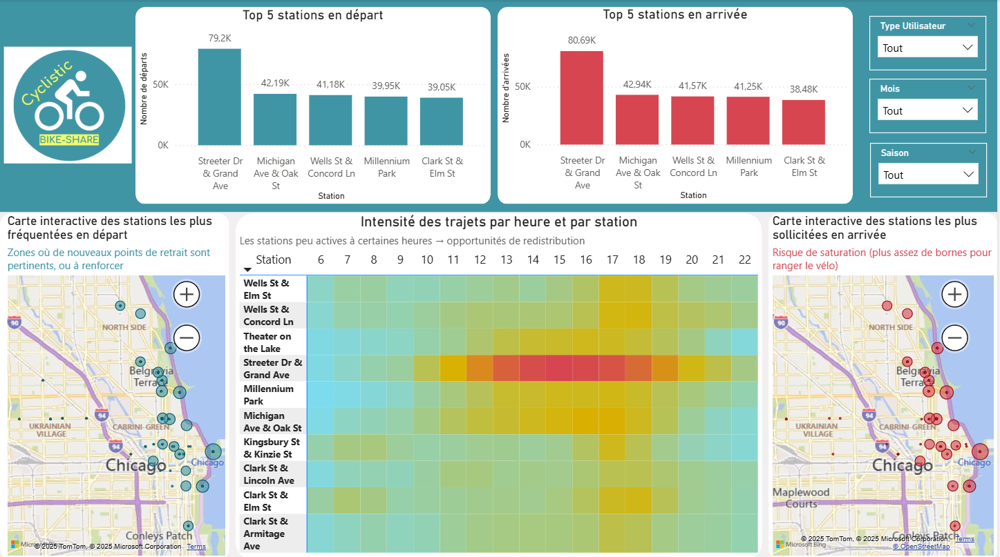 Cyclistic
BIKE-SHARE
Top 5 stations en départ
Nombre de départs
79,2K
42,19K
41,18K
39,95K
39,05K
50K
0K
Streeter Dr
& Grand
Ave
Michigan
Ave & Oak
St
Wells St &
Concord Ln
Millennium
Park
Clark St &
Elm St
Station
Top 5 stations en arrivée
Nombre d'arrivées
80,69K
42,94K
41,57K
41,25K
38,48K
50K
0K
Streeter Dr
& Grand
Ave
Michigan
Ave & Oak
St
Wells St &
Concord Ln
Millennium
Park
Clark St &
Elm St
Station
Type Utilisateur
Tout
Mois
Tout
Saison
Tout
Carte interactive des stations les plus
fréquentées en départ
Zones où de nouveaux points de retrait sont
pertinents, ou à renforcer
90
NORTH SIDE
Belgravia
Terra
94
UKRAINIAN
VILLAGE
CABRINI-GREEN
94
Chicago
Chicago
Conleys Patch
Microsoft Bing
© 2025 TomTom, © 2025 Microsoft Corporation Terms
Intensité des trajets par heure et par station
Les stations peu actives à certaines heures → opportunités de redistribution
Station 6 7 8 9 10 11 12 13 14 15 16 17 18 19 20 21 22
Wells St &
Elm St
Wells St &
Concord Ln
Theater on
the Lake
Streeter Dr &
Grand Ave
Millennium
Park
Michigan
Ave & Oak St
Kingsbury St
& Kinzie St
Clark St &
Lincoln Ave
Clark St &
Elm St
Clark St &
Armitage
Ave
Carte interactive des stations les plus
sollicitées en arrivée
Risque de saturation (plus assez de bornes pour
ranger le vélo)
90
NORTH SIDE
Belgravia
Terrac
94
UKRAINIAN
VILLAGE
CABRINI-GREEN
94
Chicago
Chicago
Maplewood
Courts
Conleys Patch
Microsoft Bing
© 2025 TomTom, © 2025 Microsoft Corporation, Terms
© OpenStreetMap